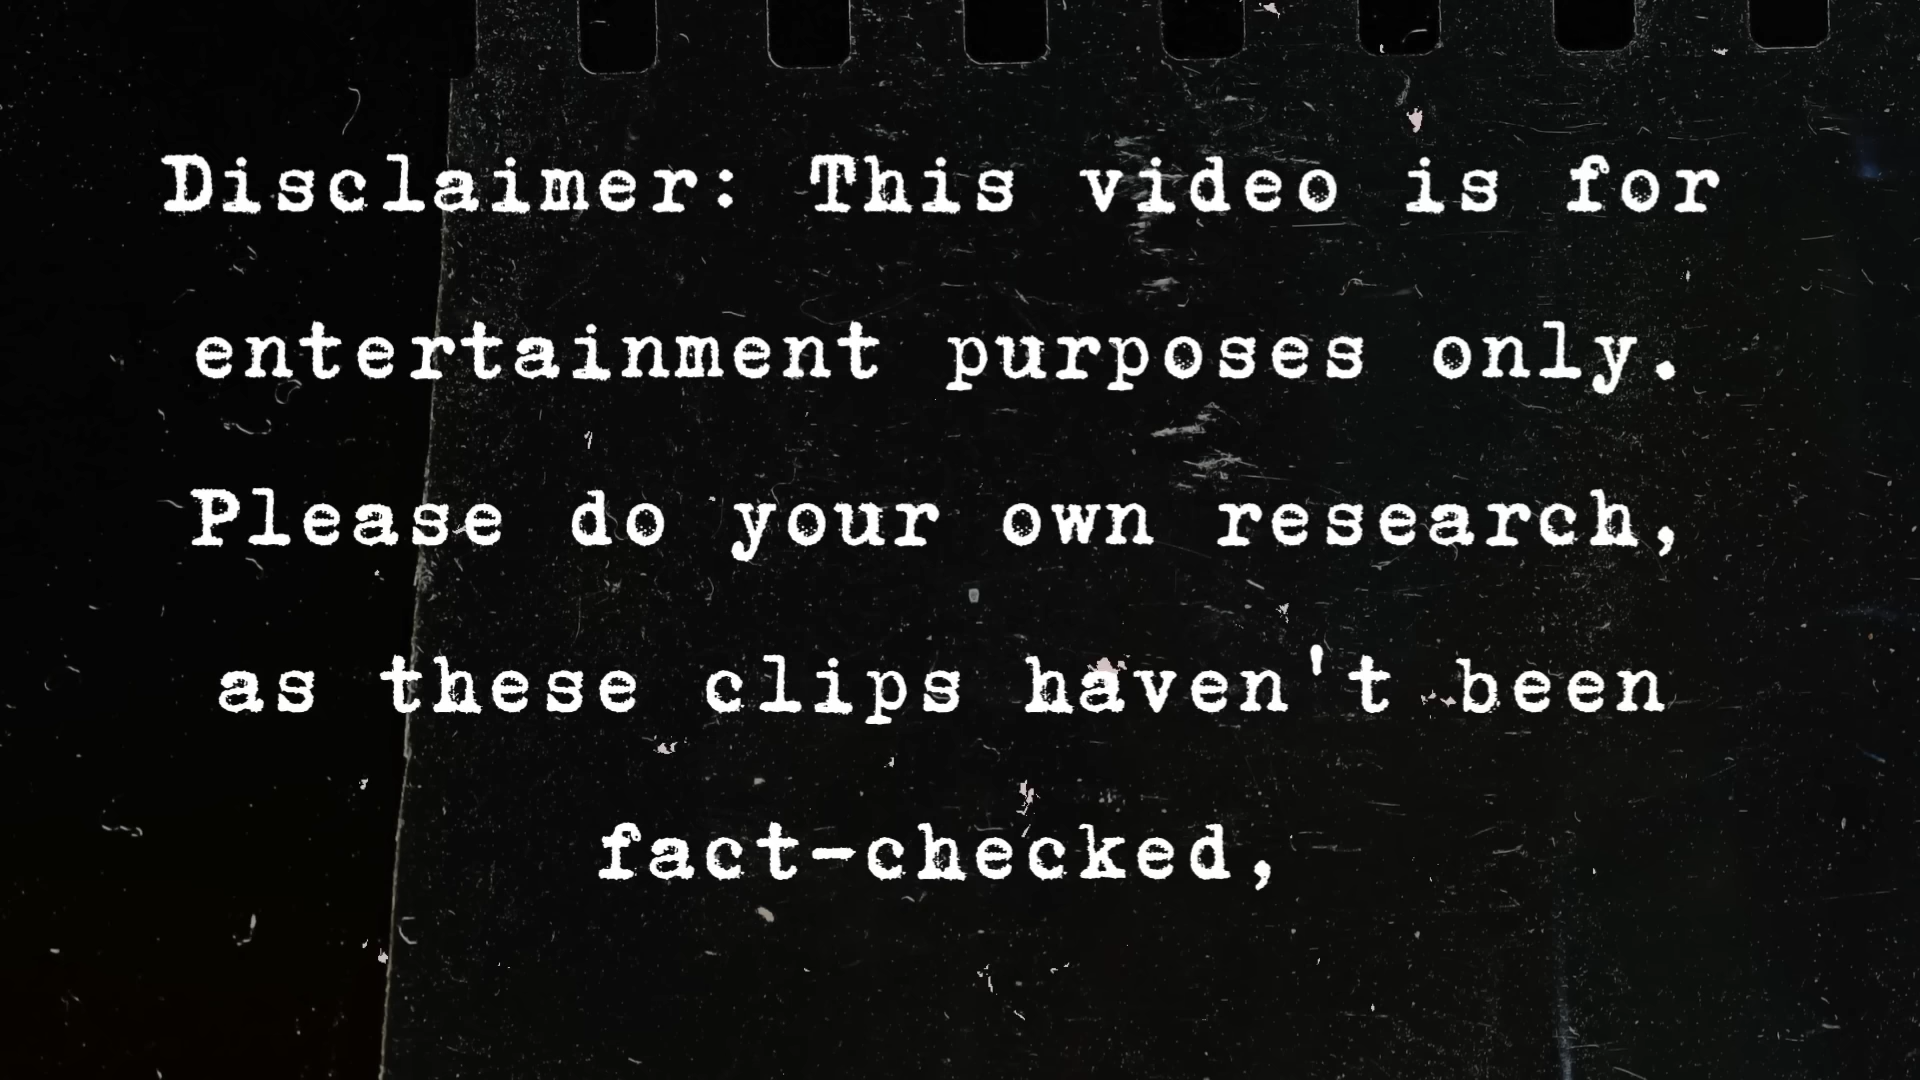 Disclaimer: This video is for
entertainment purposes only.
Please do your own research,
as these clips haven't been
fact-checked,